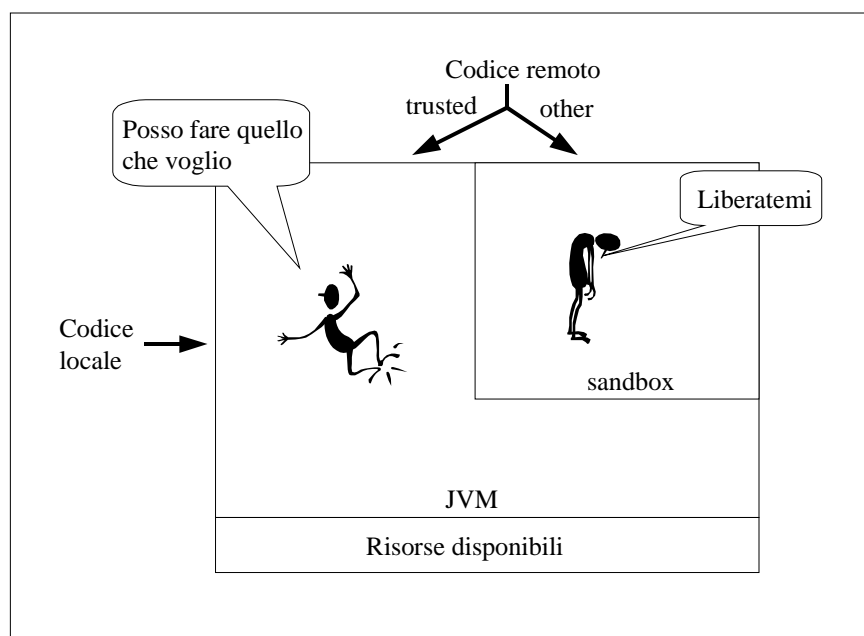 Codice remoto
trusted
other
Posso fare quello
che voglio
Liberatemi
Codice
locale
sandbox
JVM
Risorse disponibili